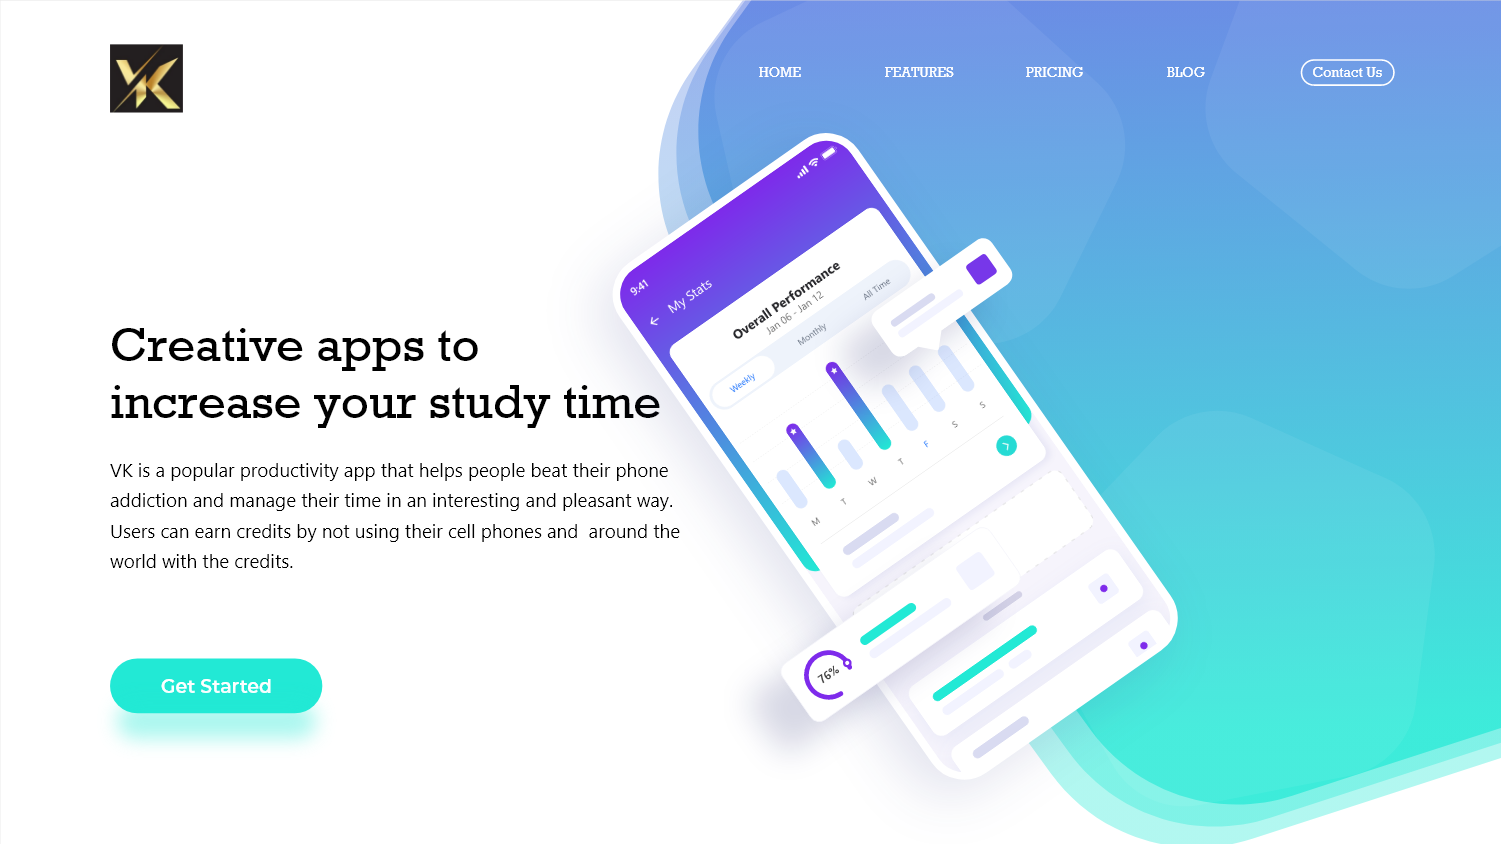 VK
HOME
FEATURES
PRICING
BLOG
Contact Us
9:41
My Stats
Overall Performance
Jan 06 - Jan 12
Weekly
Monthly
All Time
M
T
W
T
F
S
S
76%
Creative apps to
increase your study time
VK is a popular productivity app that helps people beat their phone
addiction and manage their time in an interesting and pleasant way.
Users can earn credits by not using their cell phones and  around the
world with the credits.
Get Started